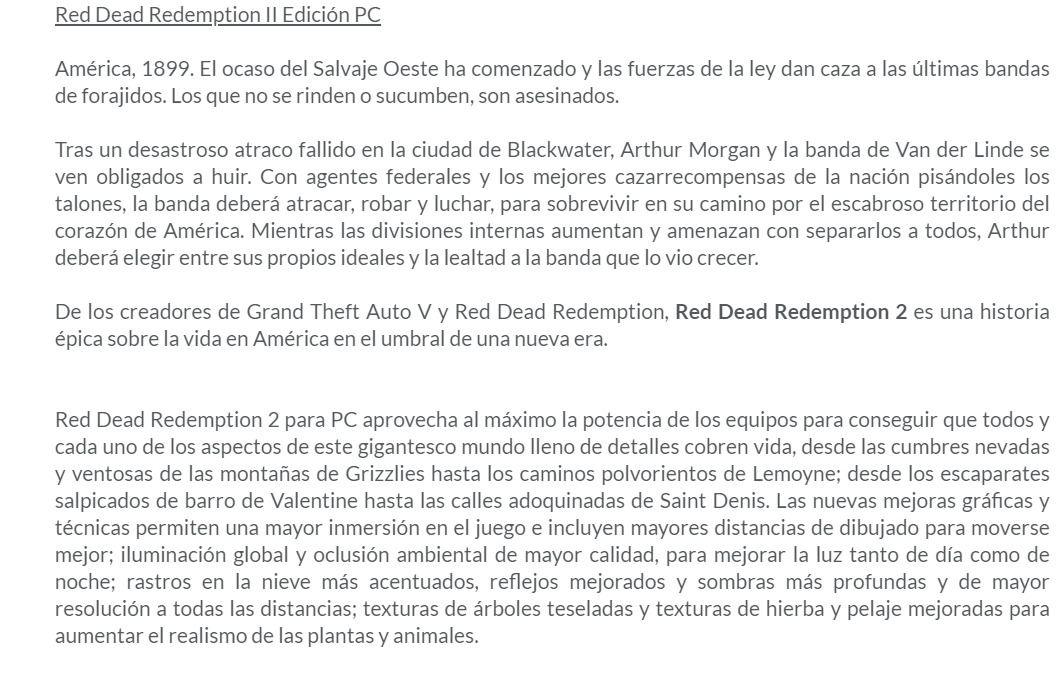 Red Dead Redemption II Edición PC
América, 1899. El ocaso del Salvaje Oeste ha comenzado y las fuerzas de la ley dan caza a las últimas bandas
de forajidos. Los que no se rinden o sucumben, son asesinados.
Tras un desastroso atraco fallido en la ciudad de Blackwater, Arthur Morgan y la banda de Van der Linde se
ven obligados a huir. Con agentes federales y los mejores cazarrecompensas de la nación pisándoles los
talones, la banda deberá atracar, robar y luchar, para sobrevivir en su camino por el escabroso territorio del
corazón de América. Mientras las divisiones internas aumentan y amenazan con separarlos a todos, Arthur
deberá elegir entre sus propios ideales y la lealtad a la banda que lo vio crecer.
De los creadores de Grand Theft Auto V y Red Dead Redemption, Red Dead Redemption 2 es una historia
épica sobre la vida en América en el umbral de una nueva era.
Red Dead Redemption 2 para PC aprovecha al máximo la potencia de los equipos para conseguir que todos y
cada uno de los aspectos de este gigantesco mundo lleno de detalles cobren vida, desde las cumbres nevadas
y ventosas de las montañas de Grizzlies hasta los caminos polvorientos de Lemoyne; desde los escaparates
salpicados de barro de Valentine hasta las calles adoquinadas de Saint Denis. Las nuevas mejoras gráficas y
técnicas permiten una mayor inmersión en el juego e incluyen mayores distancias de dibujado para moverse
mejor; iluminación global y oclusión ambiental de mayor calidad, para mejorar la luz tanto de día como de
noche; rastros en la nieve más acentuados, reflejos mejorados y sombras más profundas y de mayor
resolución a todas las distancias; texturas de árboles teseladas y texturas de hierba y pelaje mejoradas para
aumentar el realismo de las plantas y animales.